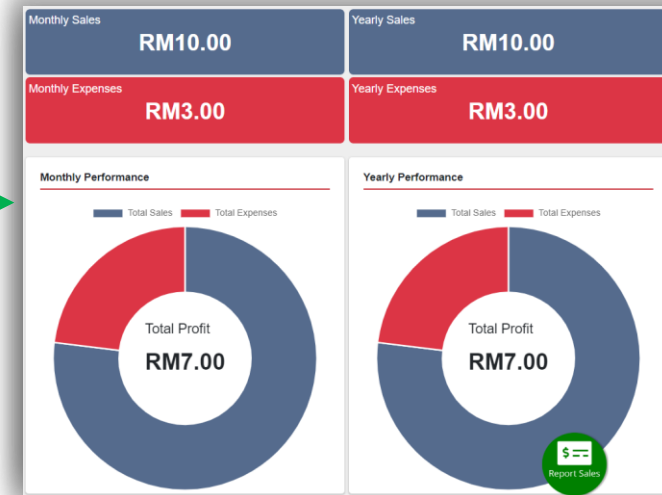 Monthly Sales
RM10.00
Yearly Sales
RM10.00
Monthly Expenses
RM3.00
Yearly Expenses
RM3.00
Monthly Performance
Total Sales Total Expenses
Total Profit
RM7.00
Yearly Performance
Total Sales Total Expenses
Total Profit
RM7.00
Report Sales